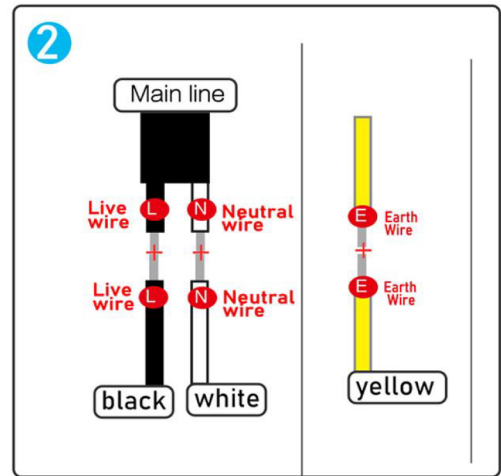 2
Main line
Live
wire
L
N
Neutral
wire
Live
wire
L
N
Neutral
wire
black
white
E
Earth
Wire
E
Earth
Wire
yellow